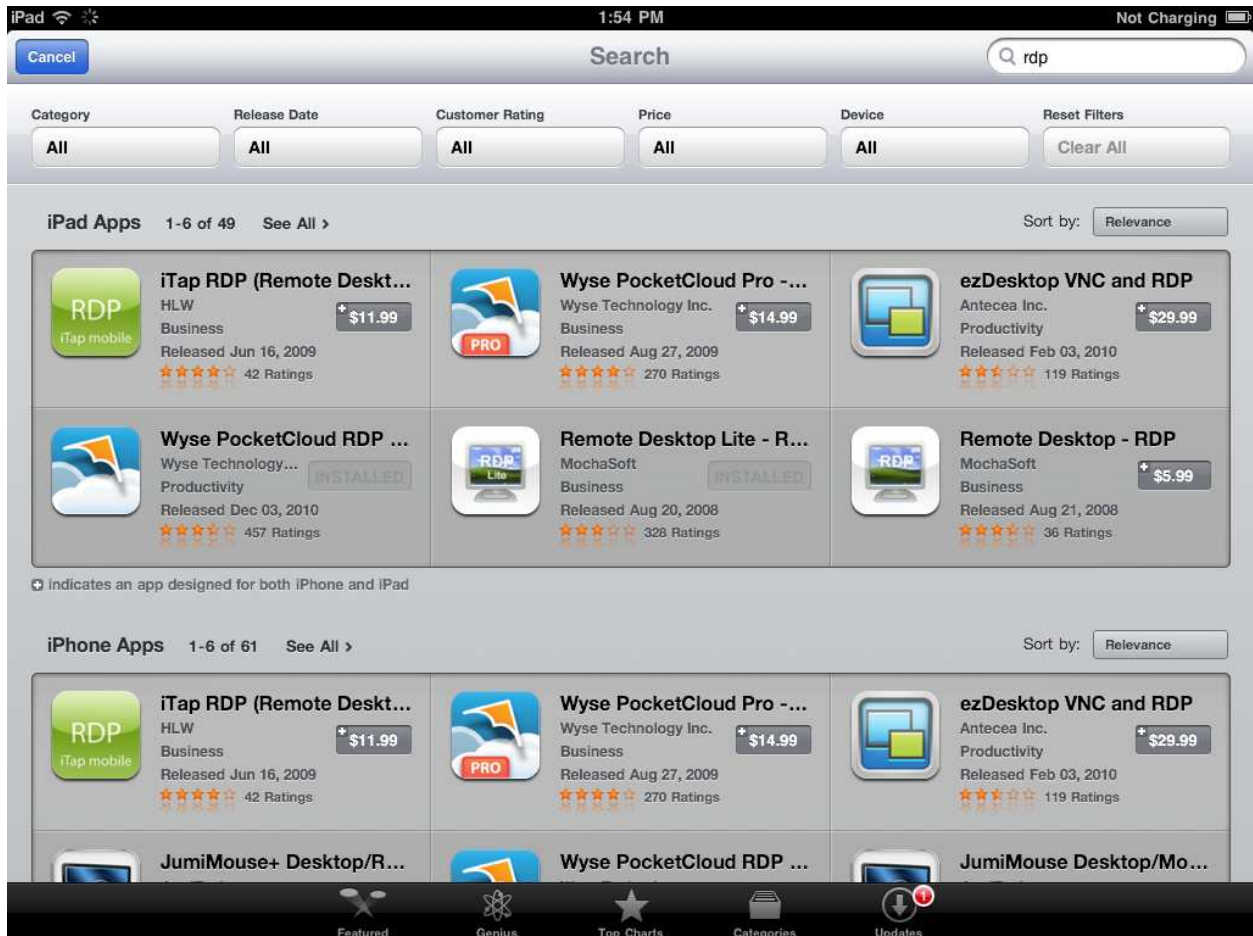 iPad 1:54 PM Not Charging
Cancel Search rdp
Category Release Date Customer Rating Price Device Reset Filters
All All All All All Clear All
iPad Apps 1-6 of 49 See All > Sort by: Relevance
RDP
iTap mobile
iTap RDP (Remote Deskt...
HLW
Business
Released Jun 16, 2009
42 Ratings
+ $11.99
PRO
Wyse PocketCloud Pro -...
Wyse Technology Inc.
Business
Released Aug 27, 2009
270 Ratings
+ $14.99
ezDesktop VNC and RDP
Antecea Inc.
Productivity
Released Feb 03, 2010
119 Ratings
+ $29.99
Wyse PocketCloud RDP ...
Wyse Technology...
Productivity
Released Dec 03, 2010
457 Ratings
INSTALLED
RDP
Lite
Remote Desktop Lite - R...
MochaSoft
Business
Released Aug 20, 2008
328 Ratings
INSTALLED
RDP
Remote Desktop - RDP
MochaSoft
Business
Released Aug 21, 2008
36 Ratings
+ $5.99
+ indicates an app designed for both iPhone and iPad
iPhone Apps 1-6 of 61 See All > Sort by: Relevance
RDP
iTap mobile
iTap RDP (Remote Deskt...
HLW
Business
Released Jun 16, 2009
42 Ratings
+ $11.99
PRO
Wyse PocketCloud Pro -...
Wyse Technology Inc.
Business
Released Aug 27, 2009
270 Ratings
+ $14.99
ezDesktop VNC and RDP
Antecea Inc.
Productivity
Released Feb 03, 2010
119 Ratings
+ $29.99
JumiMouse+ Desktop/R...
Wyse PocketCloud RDP ...
JumiMouse Desktop/Mo...
Featured Genius Top Charts Categories Updates
1